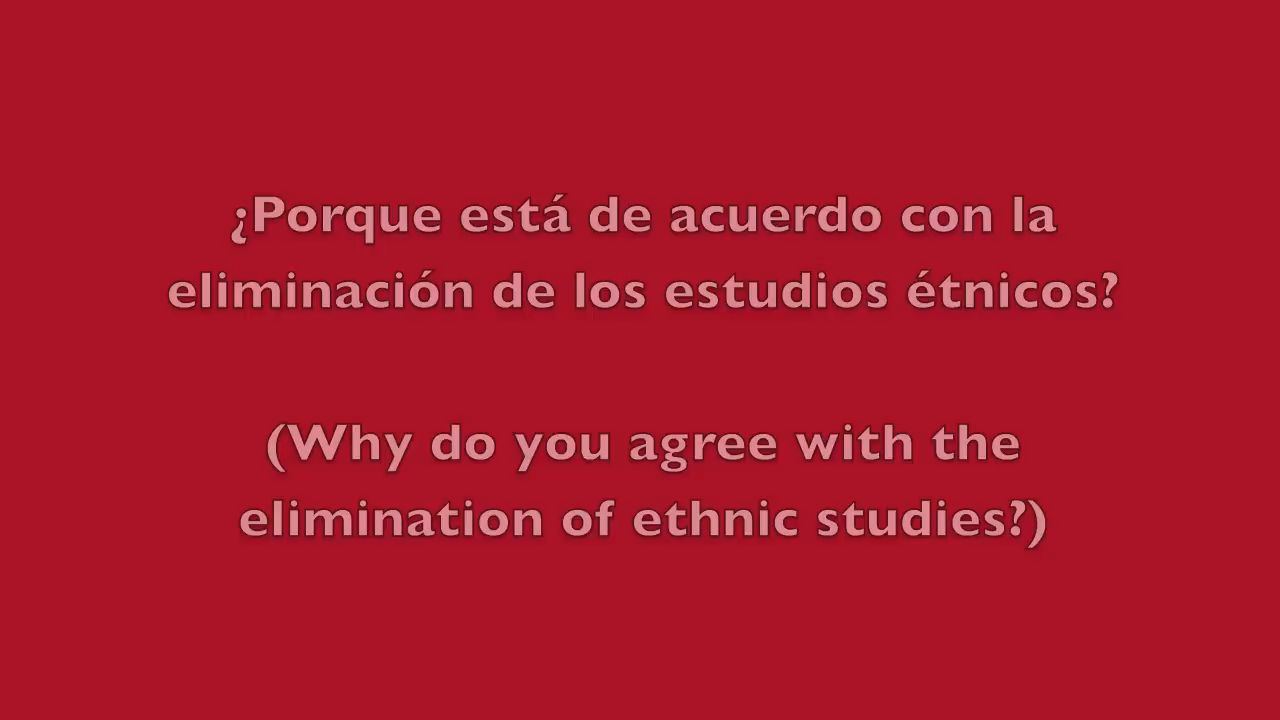 ¿Porque está de acuerdo con la
eliminación de los estudios étnicos?
(Why do you agree with the
elimination of ethnic studies?)